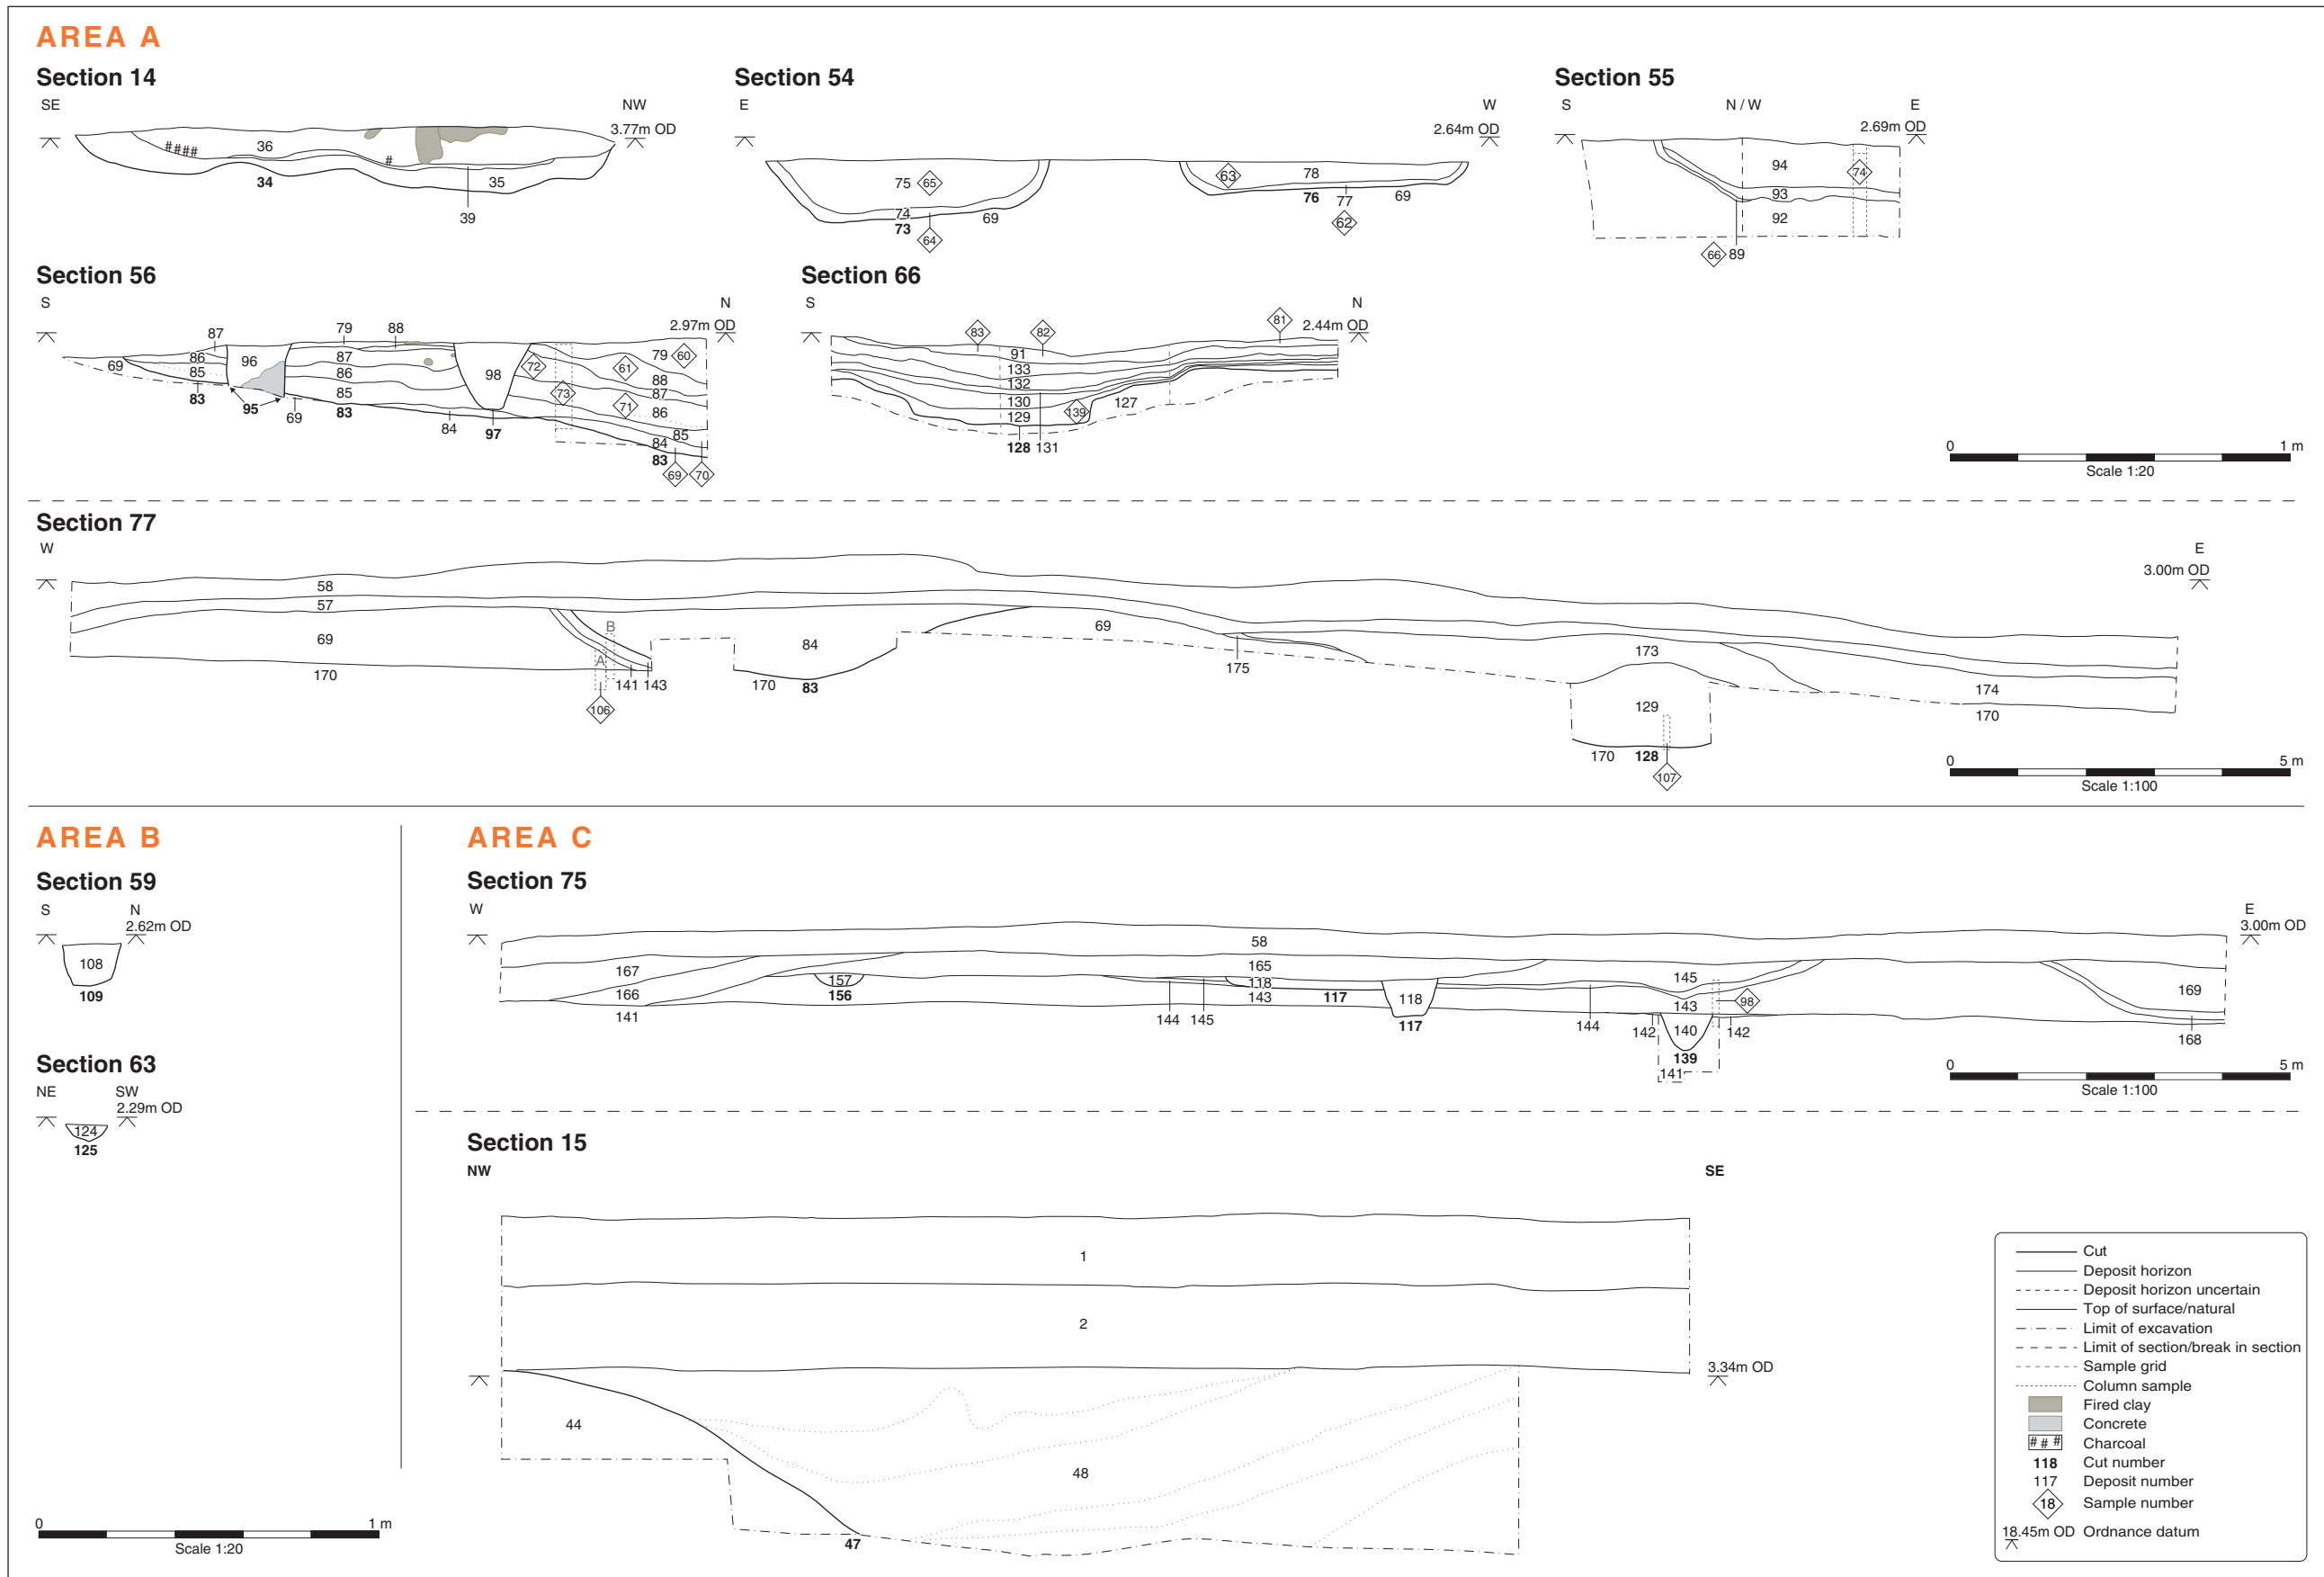 AREA A
Section 14
SE NW
3.77m OD
36
34 35
39
Section 54
E W
2.64m OD
75 65 63 78
74 69 76 77 69
73 64 62
Section 55
S N / W E
2.69m OD
94 74
93
92
66 89
Section 56
S N
2.97m OD
87 79 88
86 96 87 98 72 61 79 60
69 85 86 88
83 95 69 85 73 71 87
83 84 97 86
85
84
83
69 70
Section 66
S N
83 82 81 2.44m OD
91
133
132
130 127
129 139
128 131
0 1 m
Scale 1:20
Section 77
W E
3.00m OD
58
57
69 B 84 69 173
A 175
170 141 143 170 83 129 174
106 170
170 128
107
0 5 m
Scale 1:100
AREA B
Section 59
S N
2.62m OD
108
109
Section 63
NE SW
2.29m OD
124
125
0 1 m
Scale 1:20
AREA C
Section 75
W E
3.00m OD
58
167 165 145
157 118 169
166 156 143 117 118 143 98
141 144 145 117 144 142 140 142 168
139
141
0 5 m
Scale 1:100
Section 15
NW SE
1
2
3.34m OD
44
48
47
Cut
Deposit horizon
Deposit horizon uncertain
Top of surface/natural
Limit of excavation
Limit of section/break in section
Sample grid
Column sample
Fired clay
Concrete
# # # Charcoal
118 Cut number
117 Deposit number
18 Sample number
18.45m OD Ordnance datum